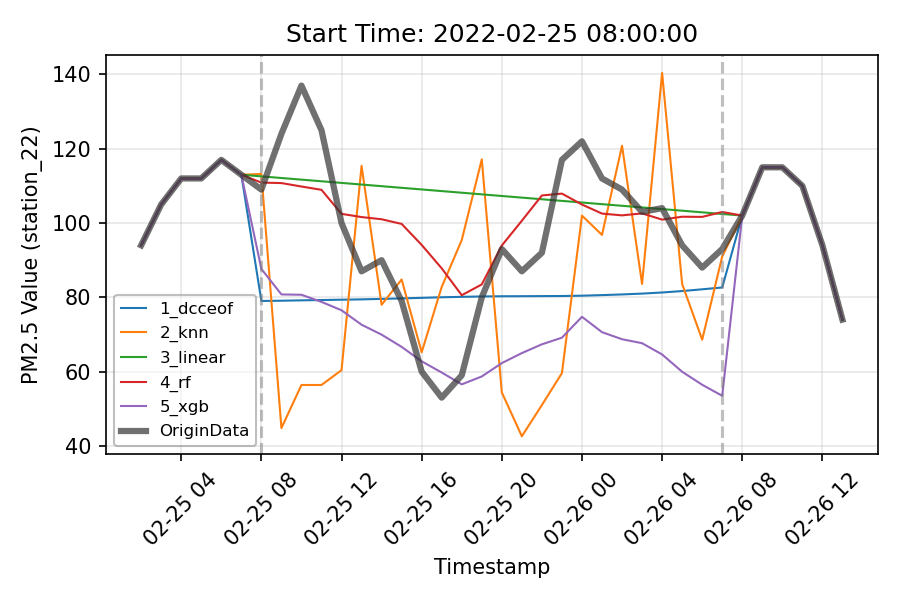 Start Time: 2022-02-25 08:00:00
PM2.5 Value (station_22)
140
120
100
80
60
40
1_dcceof
2_knn
3_linear
4_rf
5_xgb
OriginData
02-25 04
02-25 08
02-25 12
02-25 16
02-25 20
02-26 00
02-26 04
02-26 08
02-26 12
Timestamp